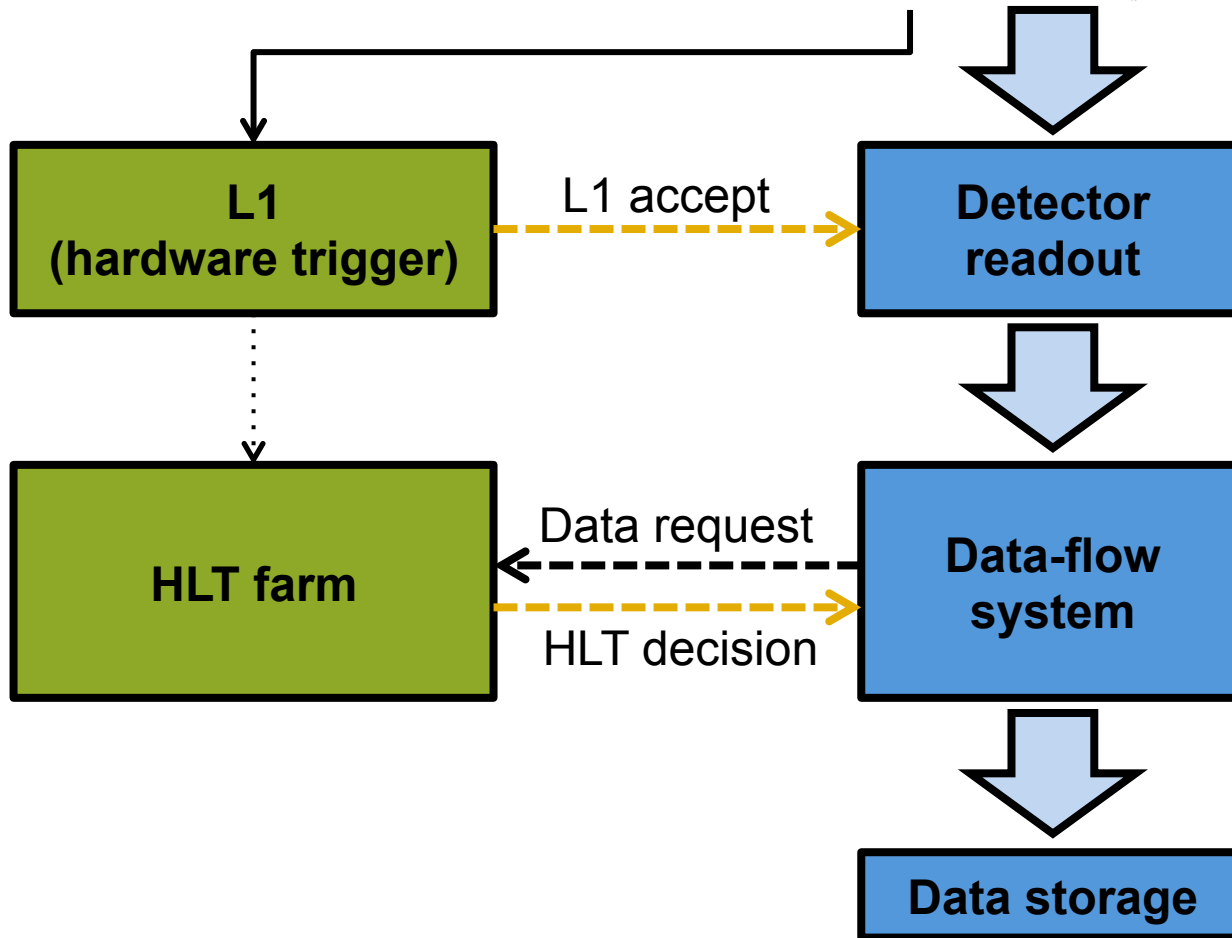 L1
(hardware trigger)
L1 accept
Detector
readout
HLT farm
Data request
HLT decision
Data-flow
system
Data storage